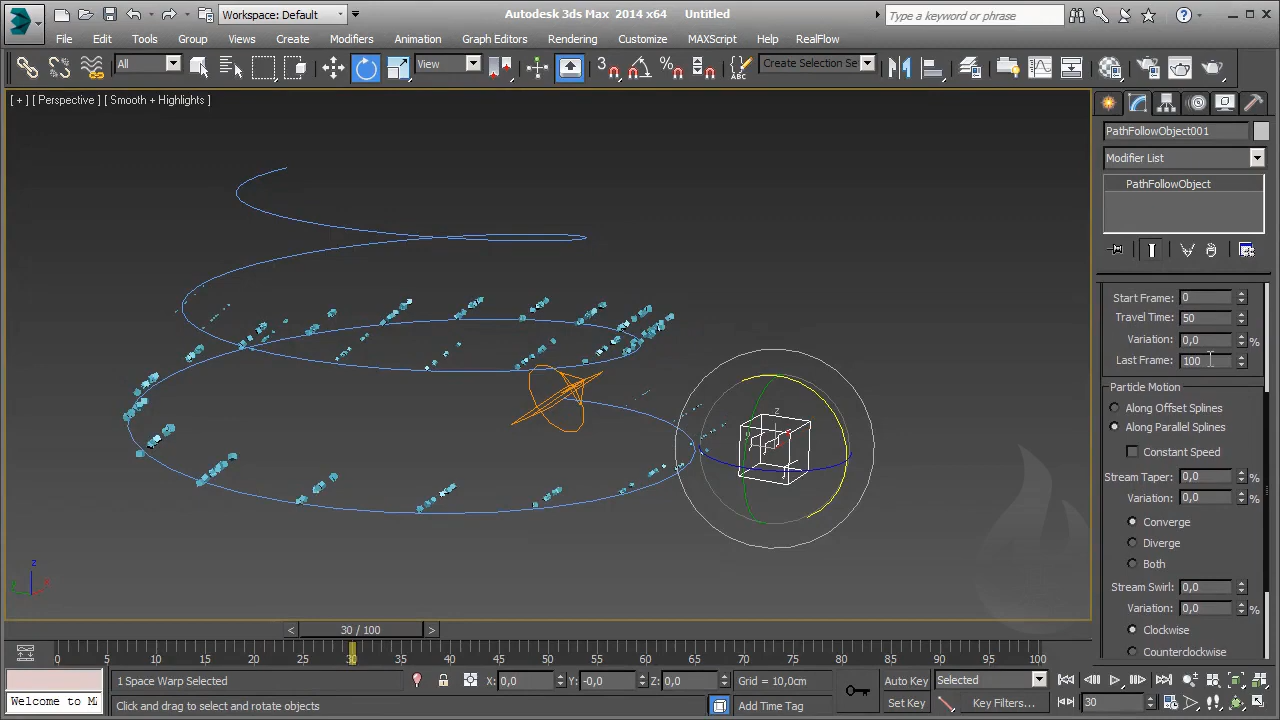 Workspace: Default
Autodesk 3ds Max 2014 x64 Untitled
Type a keyword or phrase
File Edit Tools Group Views Create Modifiers Animation Graph Editors Rendering Customize MAXScript Help RealFlow
All
View
Create Selection Se
[ + ] [ Perspective ] [ Smooth + Highlights ]
PathFollowObject001
Modifier List
PathFollowObject
Start Frame: 0
Travel Time: 50
Variation: 0,0 %
Last Frame: 100
Particle Motion
Along Offset Splines
Along Parallel Splines
Constant Speed
Stream Taper: 0,0 %
Variation: 0,0 %
Converge
Diverge
Both
Stream Swirl: 0,0
Variation: 0,0 %
Clockwise
Counterclockwise
z
z
< 30 / 100 >
0 5 10 15 20 25 30 35 40 45 50 55 60 65 70 75 80 85 90 95 100
1 Space Warp Selected
X: 0,0 Y: -0,0 Z: 0,0
Grid = 10,0cm
Auto Key
Selected
Welcome to MA
Click and drag to select and rotate objects
Add Time Tag
Set Key
Key Filters...
30